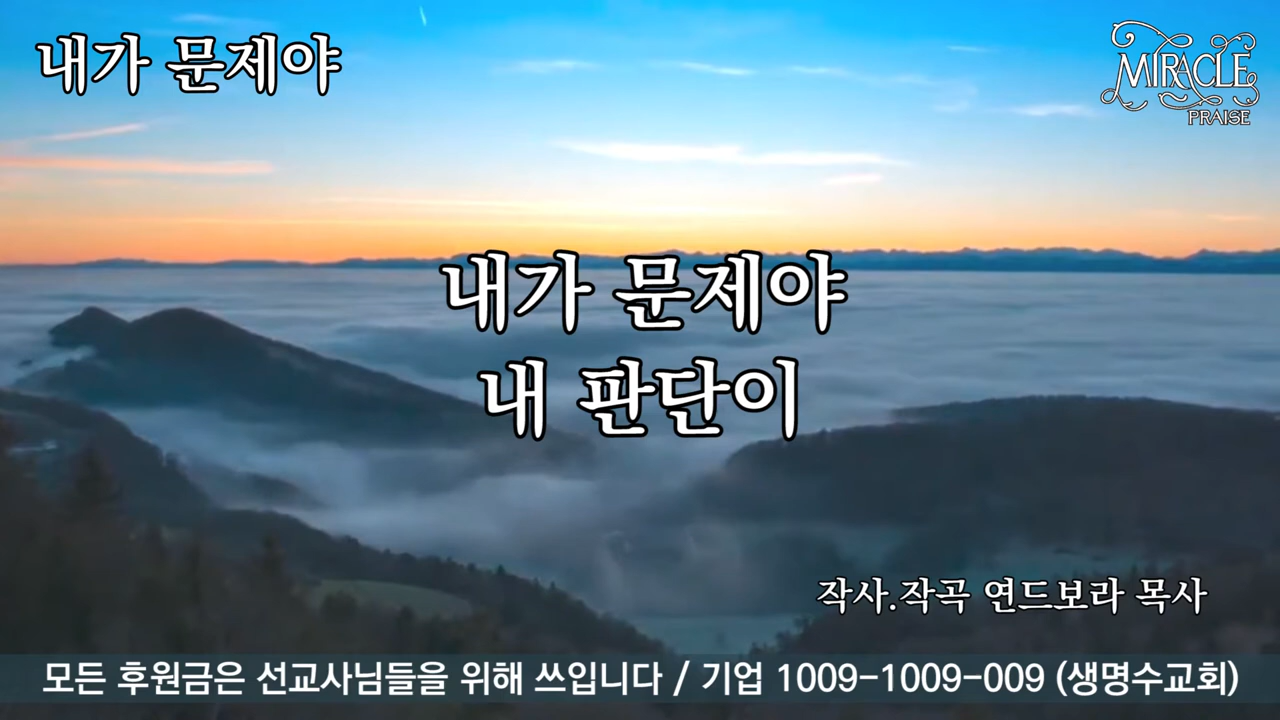 내가 문제야
MIRACLE
PRAISE
내가 문제야
내 판단이
작사.작곡 연드보라 목사
모든 후원금은 선교사님들을 위해 쓰입니다 / 기업 1009-1009-009 (생명수교회)